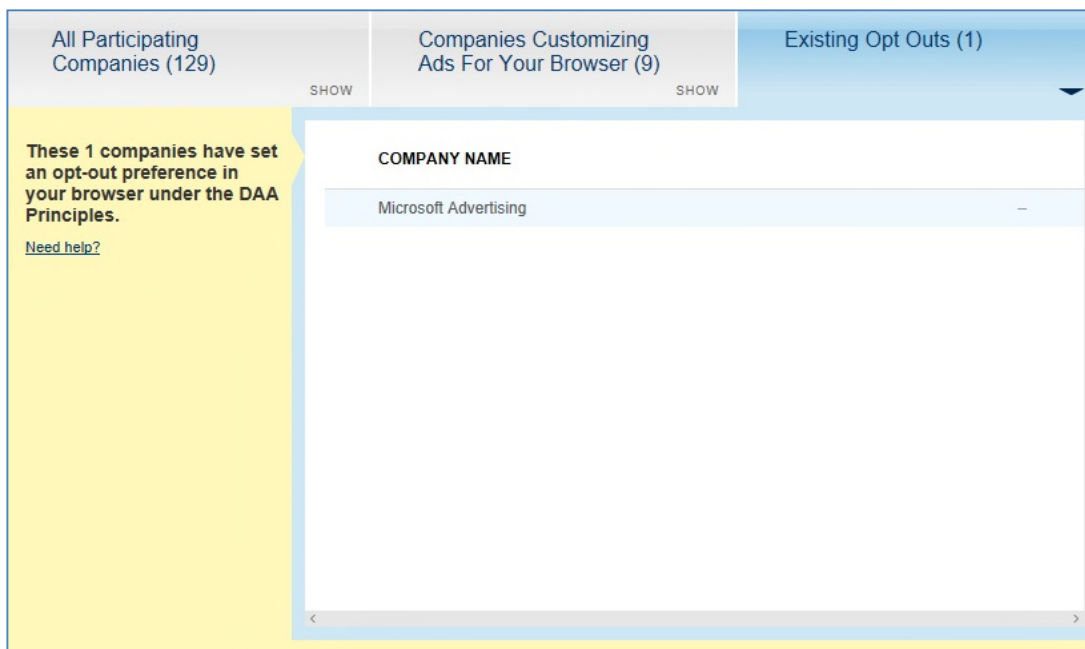 All Participating
Companies (129)
SHOW
Companies Customizing
Ads For Your Browser (9)
SHOW
Existing Opt Outs (1)
These 1 companies have set
an opt-out preference in
your browser under the DAA
Principles.
Need help?
COMPANY NAME
Microsoft Advertising –